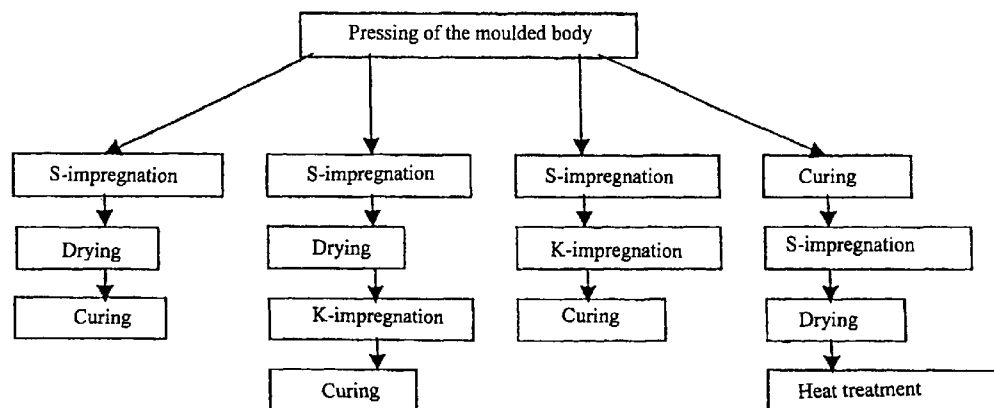 Pressing of the moulded body
S-impregnation
Drying
Curing
S-impregnation
Drying
K-impregnation
Curing
S-impregnation
K-impregnation
Curing
Curing
S-impregnation
Drying
Heat treatment